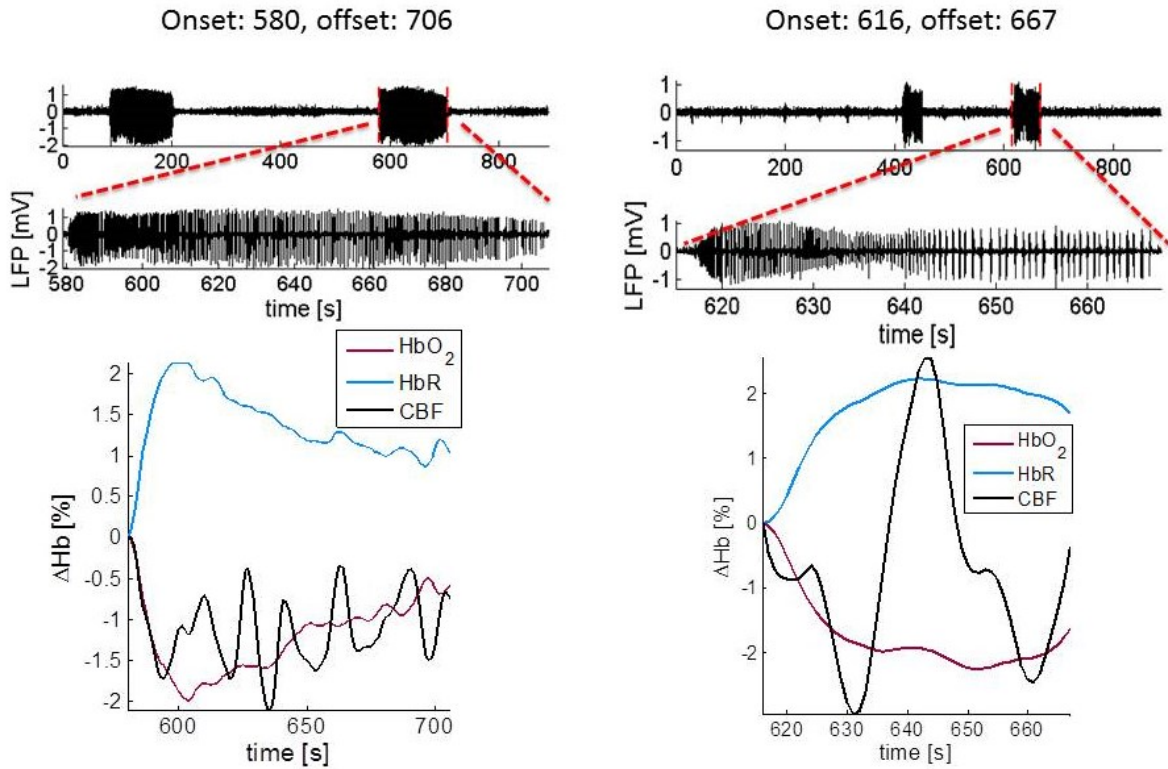 Onset: 580, offset: 706
1
0
-1
-2
0 200 400 600 800
LFP [mV]
1
0
-1
-2
580 600 620 640 660 680 700
time [s]
HbO2
HbR
CBF
ΔHb [%]
2
1.5
1
0.5
0
-0.5
-1
-1.5
-2
600 650 700
time [s]
Onset: 616, offset: 667
1
0
-1
0 200 400 600 800
LFP [mV]
1
0
-1
620 630 640 650 660
time [s]
HbO2
HbR
CBF
ΔHb [%]
2
0
-2
620 630 640 650 660
time [s]